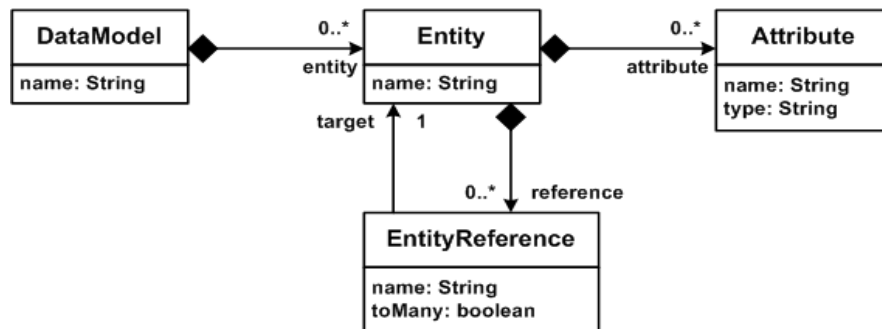 DataModel
name: String
0..*
entity
Entity
name: String
0..*
attribute
Attribute
name: String
type: String
target 1
0..* reference
EntityReference
name: String
toMany: boolean